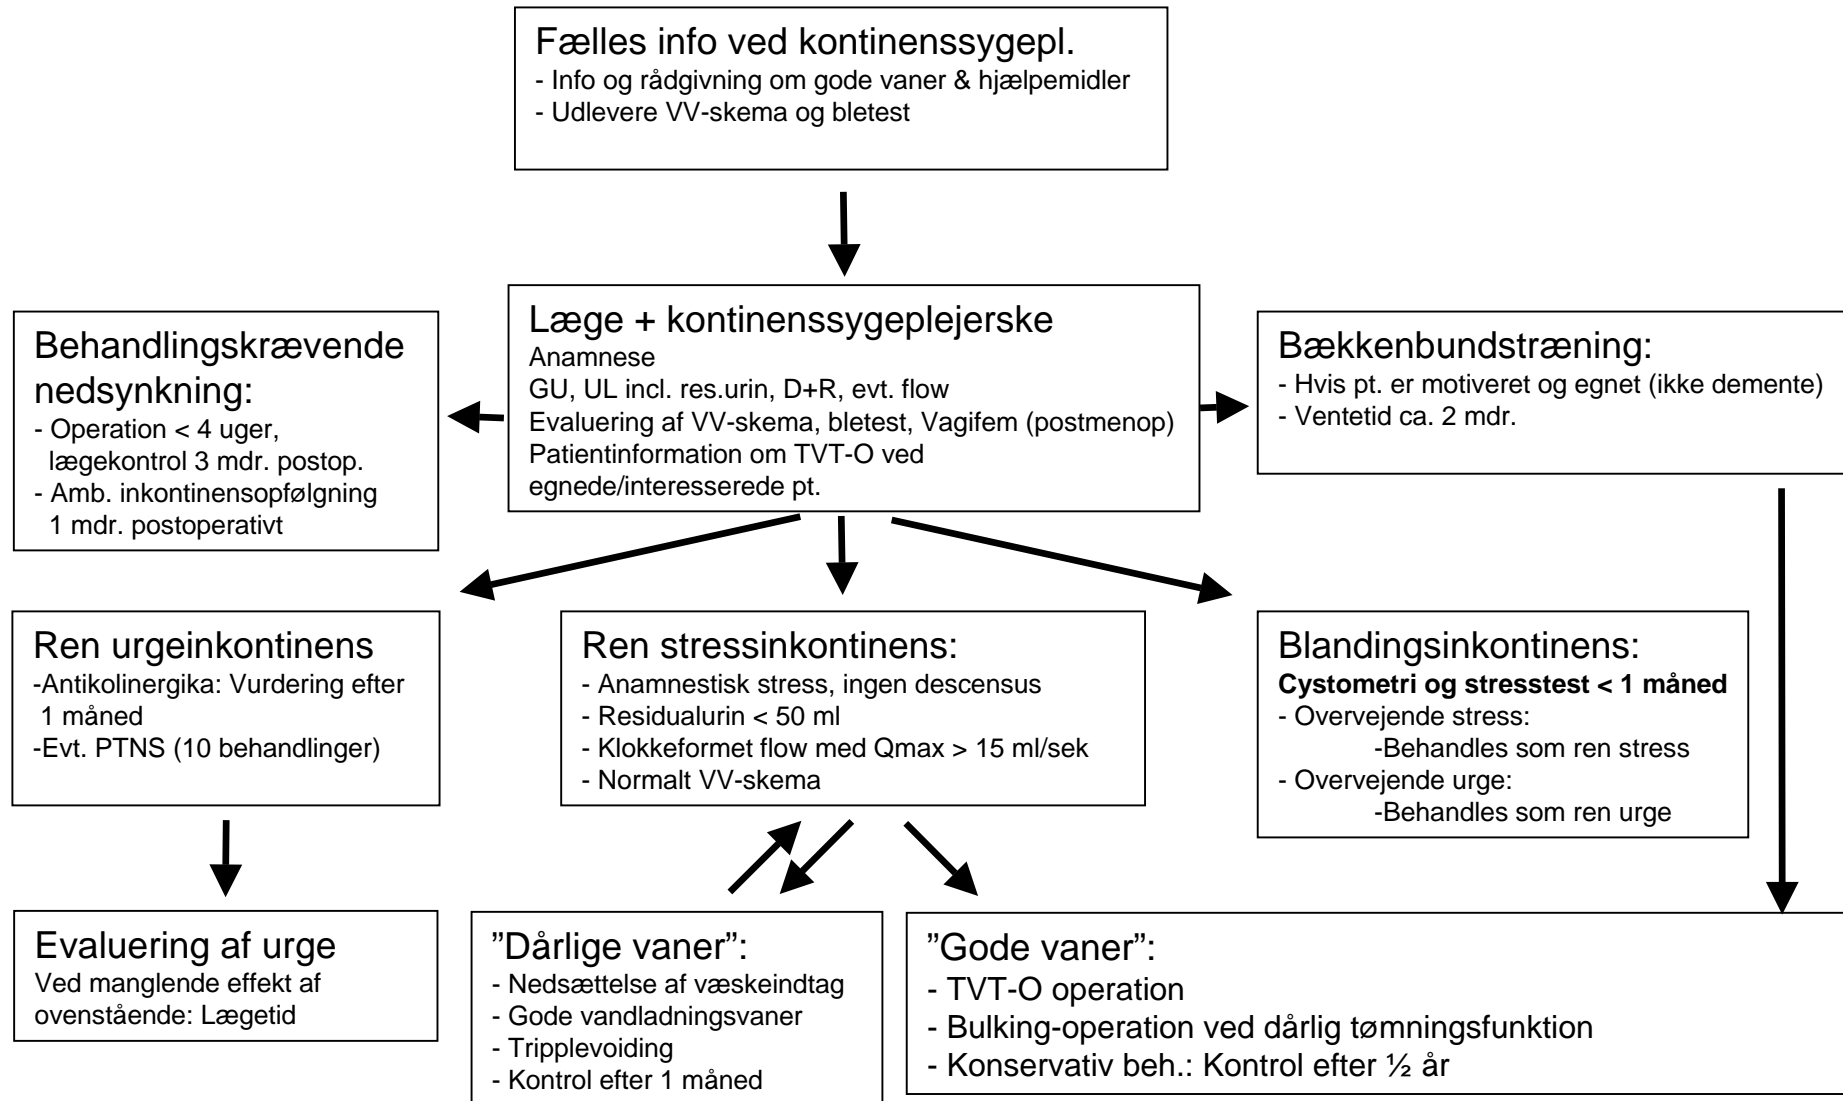 Fælles info ved kontinenssygepl.
- Info og rådgivning om gode vaner & hjælpemidler
- Udlevere VV-skema og bletest
Behandlingskrævende
nedsynkning:
- Operation < 4 uger,
lægekontrol 3 mdr. postop.
- Amb. inkontinensopfølgning
1 mdr. postoperativt
Læge + kontinenssygeplejerske
Anamnese
GU, UL incl. res.urin, D+R, evt. flow
Evaluering af VV-skema, bletest, Vagifem (postmenop)
Patientinformation om TVT-O ved
egnede/interesserede pt.
Bækkenbundstræning:
- Hvis pt. er motiveret og egnet (ikke demente)
- Ventetid ca. 2 mdr.
Ren urgeinkontinens
-Antikolinergika: Vurdering efter
1 måned
-Evt. PTNS (10 behandlinger)
Ren stressinkontinens:
- Anamnestisk stress, ingen descensus
- Residualurin < 50 ml
- Klokkeformet flow med Qmax > 15 ml/sek
- Normalt VV-skema
Blandingsinkontinens:
Cystometri og stresstest < 1 måned
- Overvejende stress:
-Behandles som ren stress
- Overvejende urge:
-Behandles som ren urge
Evaluering af urge
Ved manglende effekt af
ovenstående: Lægetid
”Dårlige vaner”:
- Nedsættelse af væskeindtag
- Gode vandladningsvaner
- Tripplevoiding
- Kontrol efter 1 måned
”Gode vaner”:
- TVT-O operation
- Bulking-operation ved dårlig tømningsfunktion
- Konservativ beh.: Kontrol efter ½ år